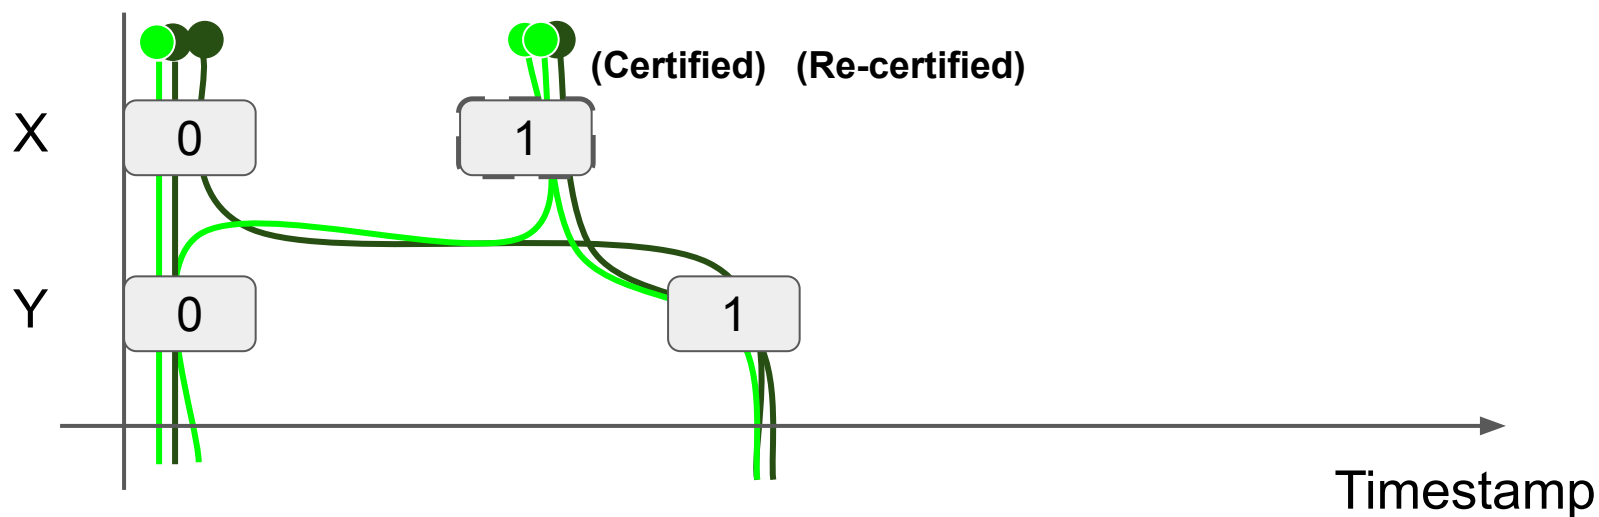 (Certified) (Re-certified)
X 0 1
Y 0 1
Timestamp